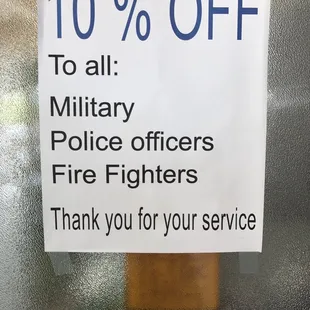 10 % OFF
To all:
Military
Police officers
Fire Fighters
Thank you for your service